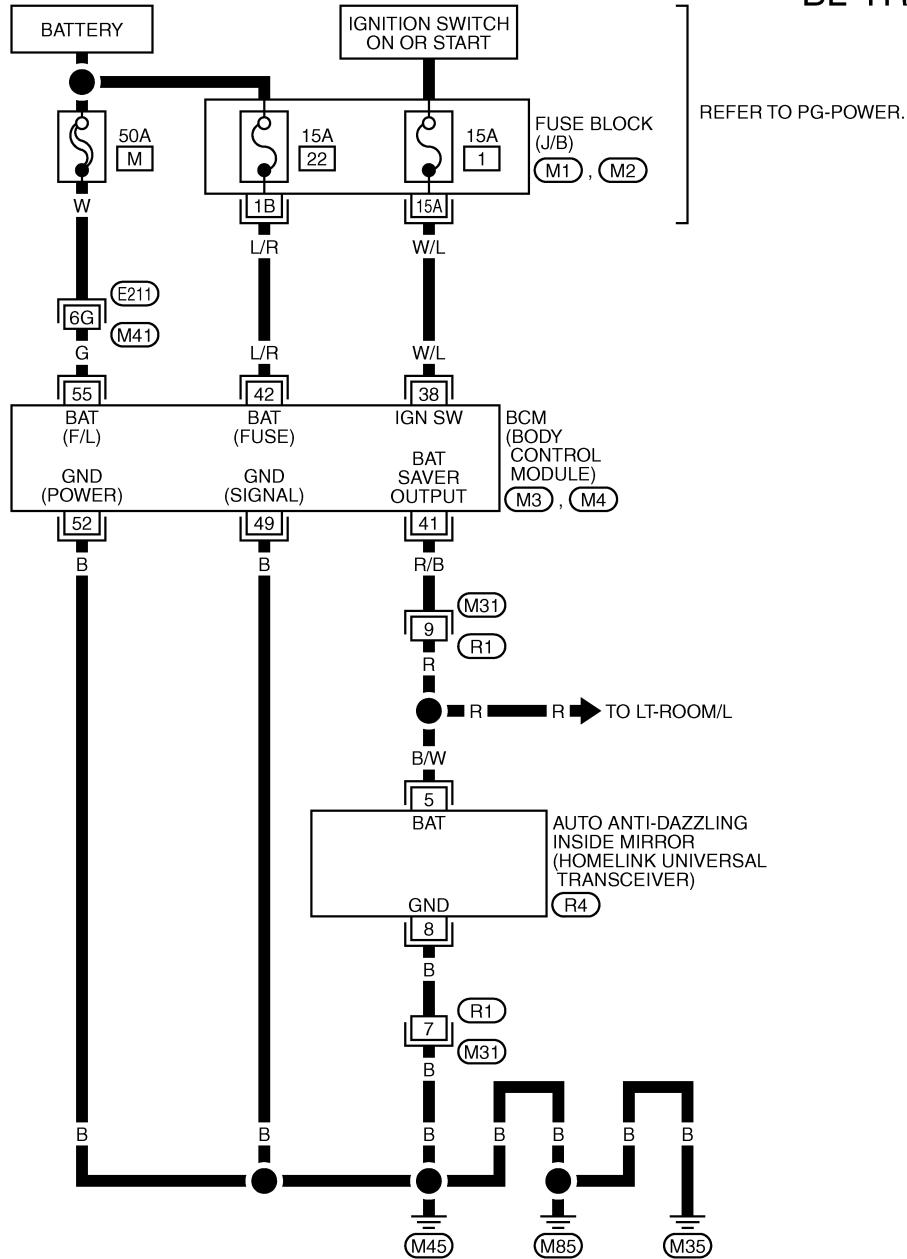 BATTERY
IGNITION SWITCH
ON OR START
REFER TO PG-POWER.
50A
M
15A
22
15A
1
FUSE BLOCK
(J/B)
M1 , M2
W
1B
15A
L/R
W/L
E211
6G
M41
G
L/R
W/L
55
42
38
BAT
(F/L)
BAT
(FUSE)
IGN SW
BCM
(BODY
CONTROL
MODULE)
M3 , M4
GND
(POWER)
GND
(SIGNAL)
BAT
SAVER
OUTPUT
52
49
41
B
B
R/B
M31
9
R1
R
R
R
TO LT-ROOM/L
B/W
5
BAT
AUTO ANTI-DAZZLING
INSIDE MIRROR
(HOMELINK UNIVERSAL
TRANSCEIVER)
R4
GND
8
B
R1
7
M31
B
B
B
B
B
B
B
B
M45
M85
M35